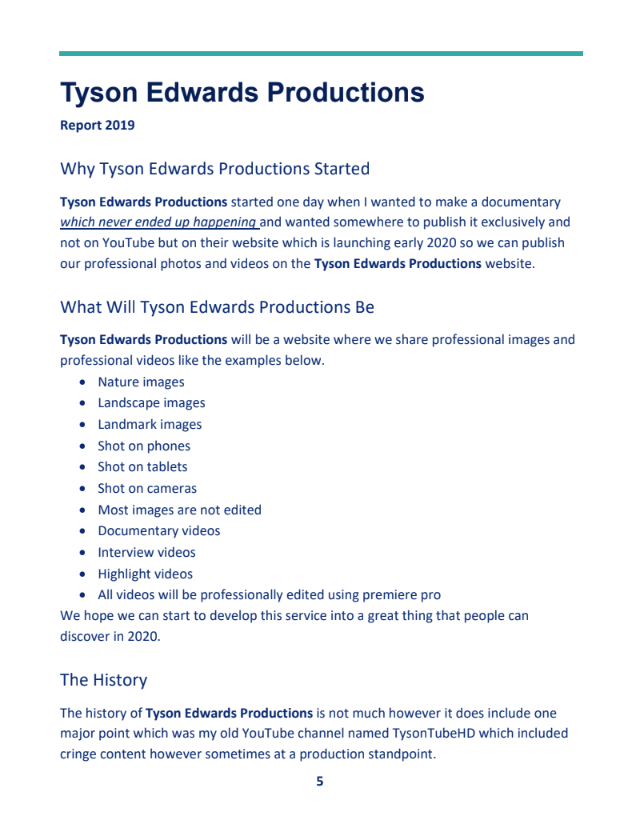 Tyson Edwards Productions
Report 2019
Why Tyson Edwards Productions Started
Tyson Edwards Productions started one day when I wanted to make a documentary
which never ended up happening and wanted somewhere to publish it exclusively and
not on YouTube but on their website which is launching early 2020 so we can publish
our professional photos and videos on the Tyson Edwards Productions website.
What Will Tyson Edwards Productions Be
Tyson Edwards Productions will be a website where we share professional images and
professional videos like the examples below.
• Nature images
• Landscape images
• Landmark images
• Shot on phones
• Shot on tablets
• Shot on cameras
• Most images are not edited
• Documentary videos
• Interview videos
• Highlight videos
• All videos will be professionally edited using premiere pro
We hope we can start to develop this service into a great thing that people can
discover in 2020.
The History
The history of Tyson Edwards Productions is not much however it does include one
major point which was my old YouTube channel named TysonTubeHD which included
cringe content however sometimes at a production standpoint.
5